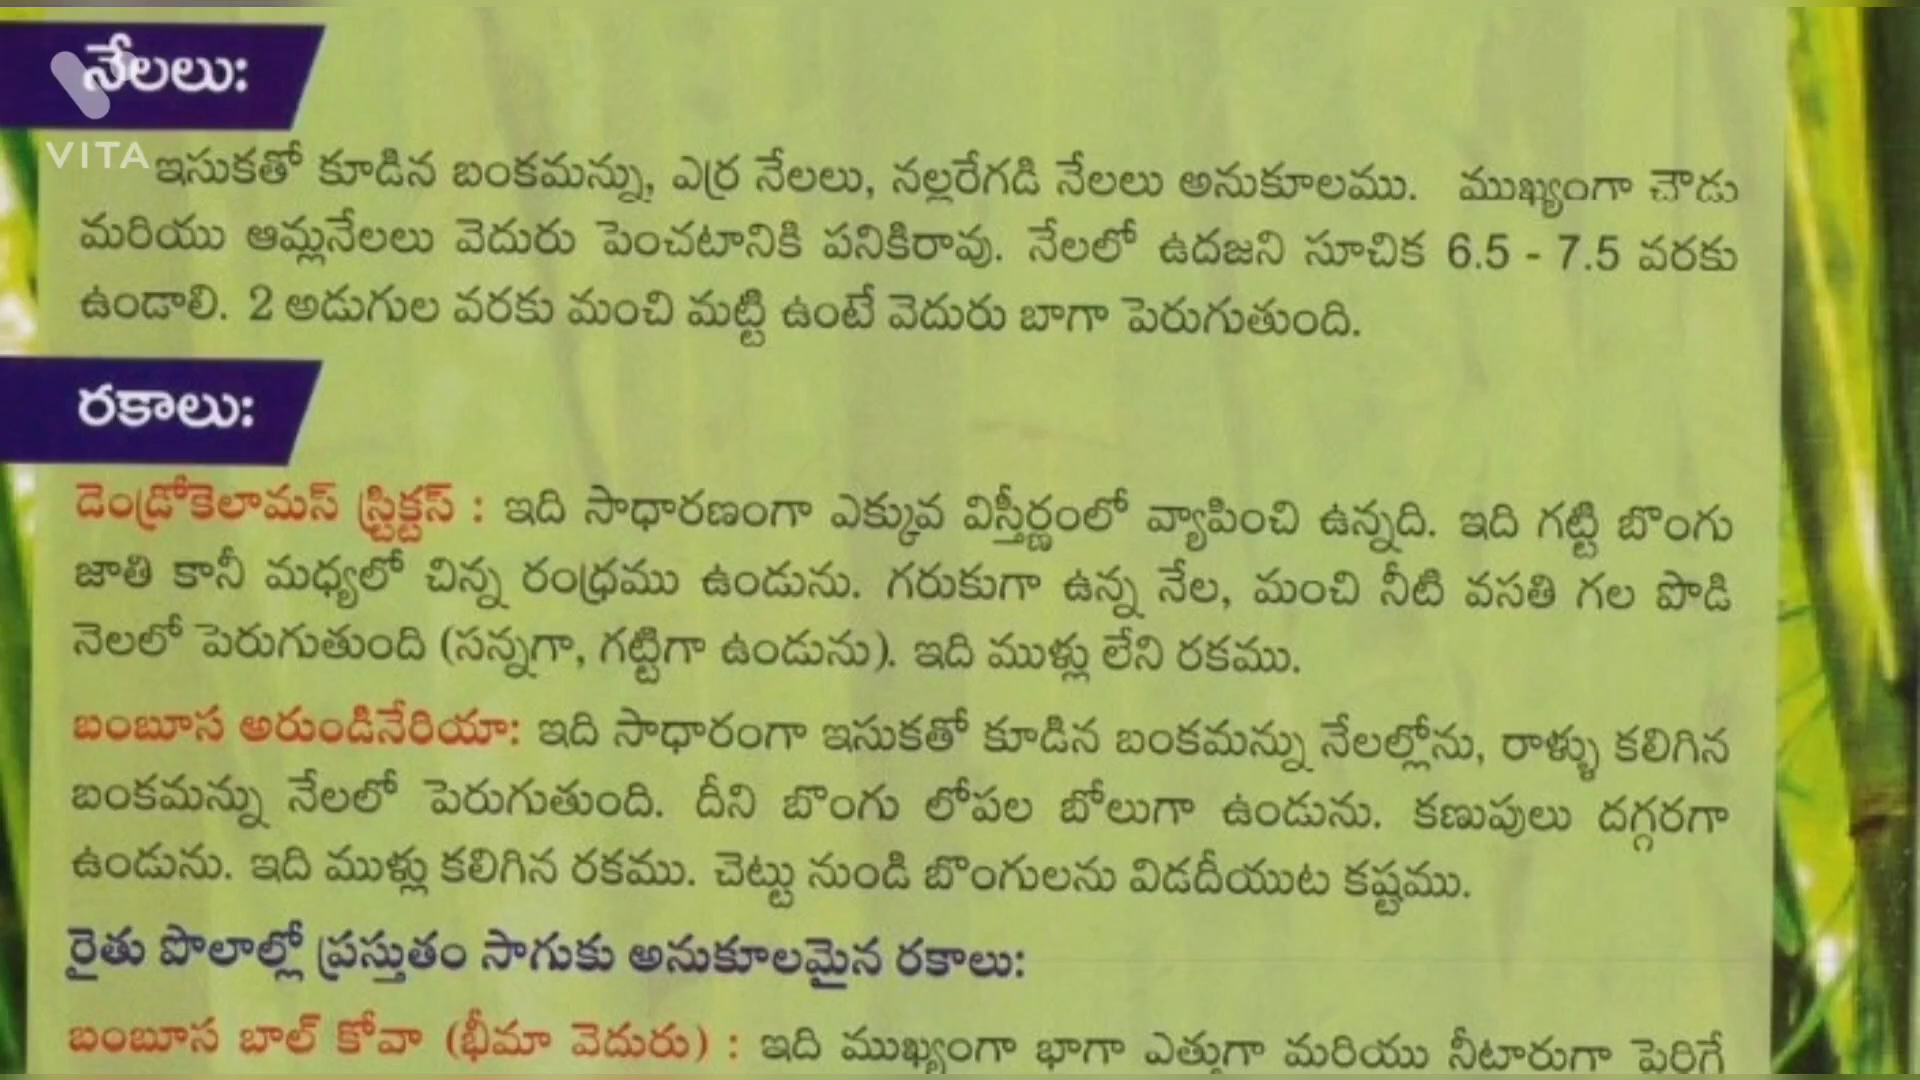 నేలలు:
VITA
ఇసుకతో కూడిన బంకమన్ను, ఎర్ర నేలలు, నల్లరేగడి నేలలు అనుకూలము. ముఖ్యంగా చౌడు
మరియు ఆమ్లనేలలు వెదురు పెంచటానికి పనికిరావు. నేలలో ఉదజని సూచిక 6.5 - 7.5 వరకు
ఉండాలి. 2 అడుగుల వరకు మంచి మట్టి ఉంటే వెదురు బాగా పెరుగుతుంది.
రకాలు:
డెండ్రోకెలామస్ స్ట్రిక్టస్ : ఇది సాధారణంగా ఎక్కువ విస్తీర్ణంలో వ్యాపించి ఉన్నది. ఇది గట్టి బొంగు
జాతి కానీ మధ్యలో చిన్న రంధ్రము ఉండును. గరుకుగా ఉన్న నేల, మంచి నీటి వసతి గల పొడి
నెలలో పెరుగుతుంది (సన్నగా, గట్టిగా ఉండును). ఇది ముళ్లు లేని రకము.
బంబూస అరుండినేరియా: ఇది సాధారంగా ఇసుకతో కూడిన బంకమన్ను నేలల్లోను, రాళ్ళు కలిగిన
బంకమన్ను నేలలో పెరుగుతుంది. దీని బొంగు లోపల బోలుగా ఉండును. కణుపులు దగ్గరగా
ఉండును. ఇది ముళ్లు కలిగిన రకము. చెట్టు నుండి బొంగులను విడదీయుట కష్టము.
రైతు పొలాల్లో ప్రస్తుతం సాగుకు అనుకూలమైన రకాలు:
బంబూస బాల్ కోవా (భీమా వెదురు) : ఇది ముఖ్యంగా భాగా ఎత్తుగా మరియు నీటారుగా పెరిగే